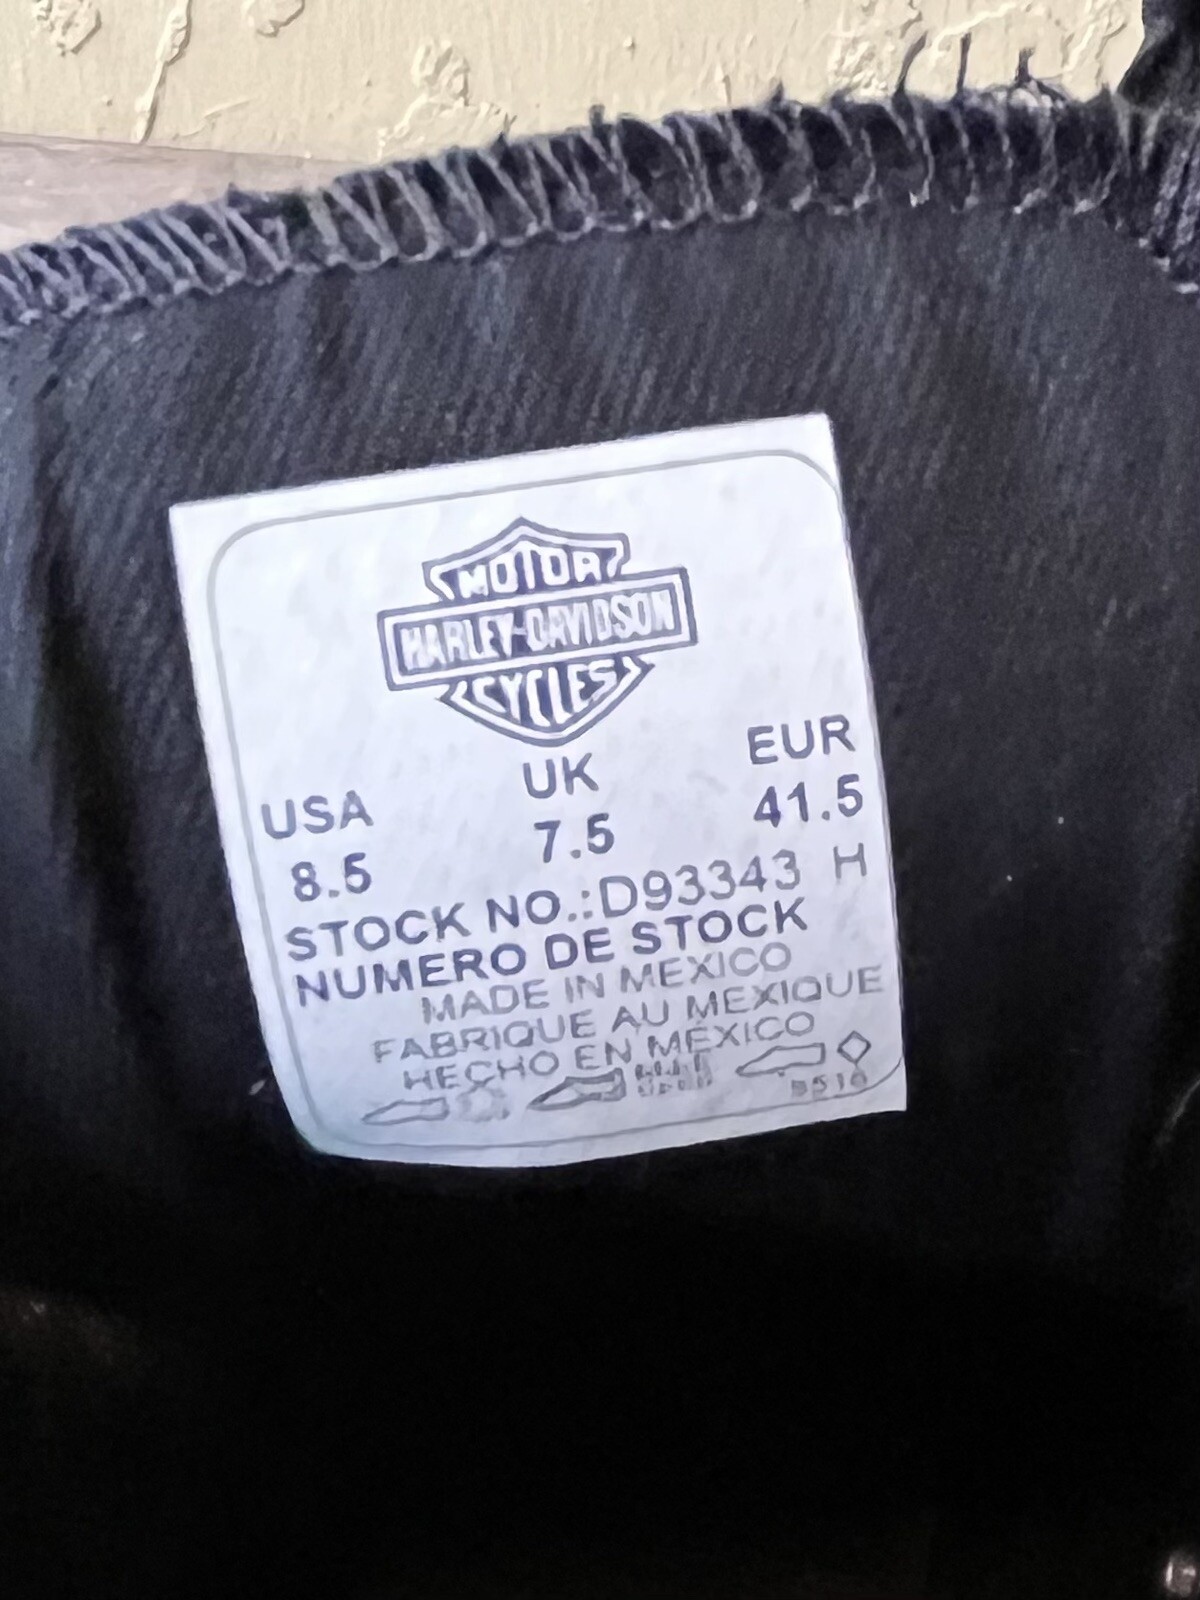 MOTOR
HARLEY-DAVIDSON
CYCLES
USA UK EUR
8.5 7.5 41.5
STOCK NO.:D93343 H
NUMERO DE STOCK
MADE IN MEXICO
FABRIQUE AU MEXIQUE
HECHO EN MÉXICO